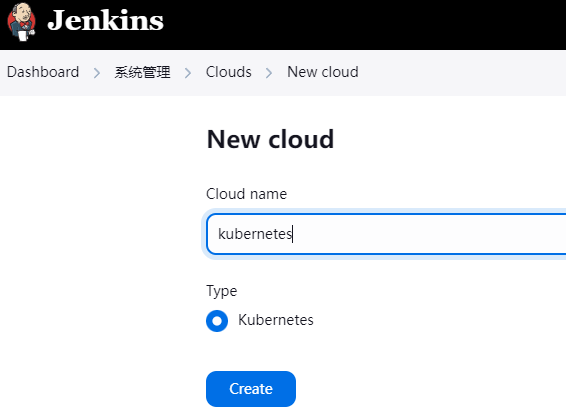 Jenkins
Dashboard > 系统管理 > Clouds > New cloud
New cloud
Cloud name
kubernetes
Type
Kubernetes
Create